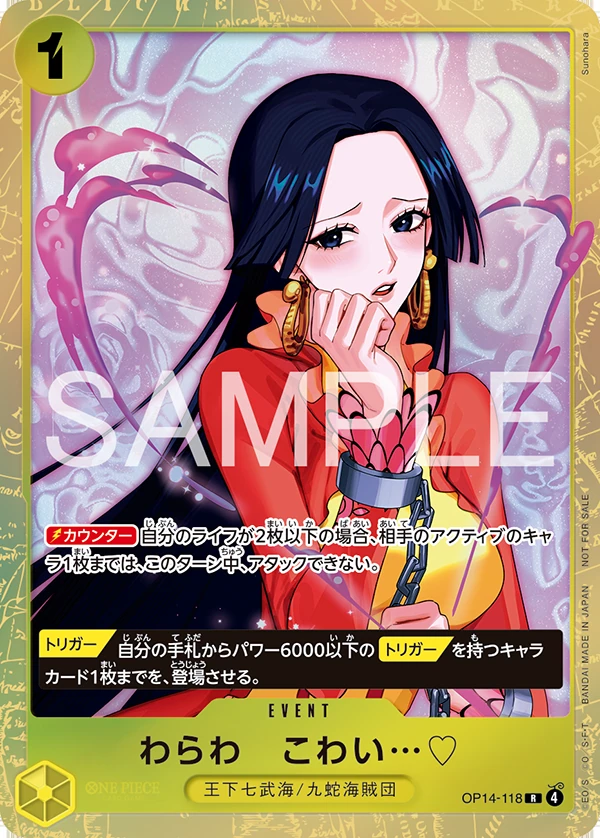 1
Sunohara
SAMPLE
カウンター 自分のライフが2枚以下の場合、相手のアクティブのキャ
ラ1枚までは、このターン中、アタックできない。
トリガー 自分の手札からパワー6000以下の トリガー を持つキャラ
カード1枚までを、登場させる。
EVENT
わらわ こわい…♡
ONE PIECE
王下七武海/九蛇海賊団
OP14-118 R 4
BANDAI MADE IN JAPAN NOT FOR SALE